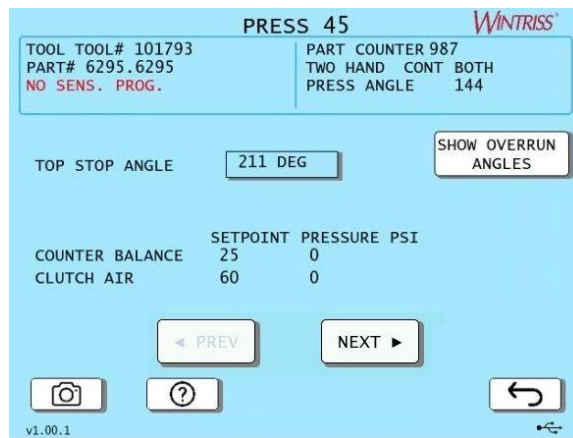 PRESS 45
WINTRISS
TOOL TOOL# 101793
PART# 6295.6295
NO SENS. PROG.
PART COUNTER 987
TWO HAND CONT BOTH
PRESS ANGLE 144
TOP STOP ANGLE
211 DEG
SHOW OVERRUN
ANGLES
SETPOINT PRESSURE PSI
COUNTER BALANCE 25 0
CLUTCH AIR 60 0
◄ PREV
NEXT ►
?
v1.00.1